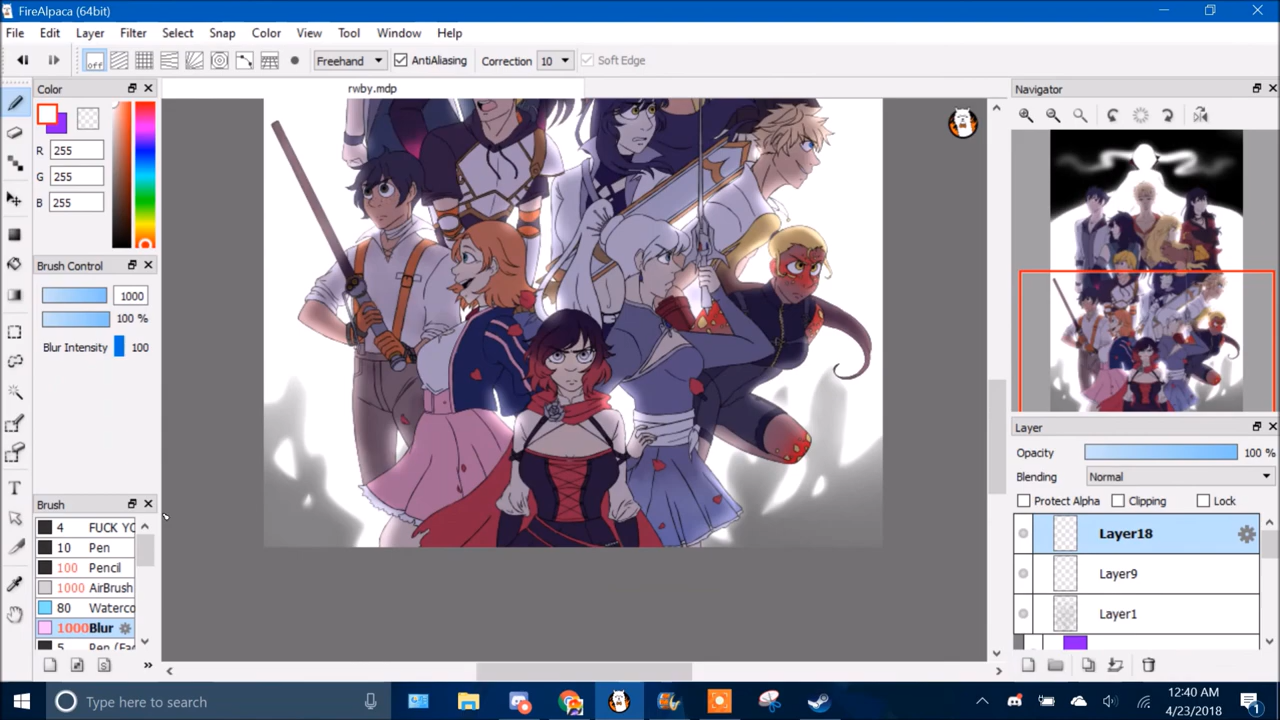 FireAlpaca (64bit)
File Edit Layer Filter Select Snap Color View Tool Window Help
off Freehand AntiAliasing Correction 10 Soft Edge
Color rwby.mdp Navigator
R 255
G 255
B 255
Brush Control
1000
100 %
Blur Intensity 100
Layer
Opacity 100 %
Blending Normal
Protect Alpha Clipping Lock
Brush
4 FUCK YO
10 Pen
100 Pencil
1000 AirBrush
80 Waterco
1000 Blur
5 Pen (Fad
Layer18
Layer9
Layer1
Type here to search
12:40 AM
4/23/2018
1